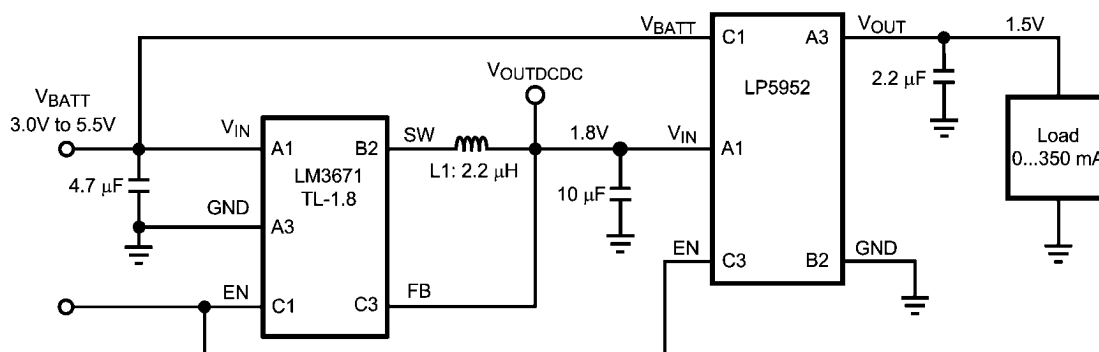 VBATT
C1
A3
VOUT
1.5V
VOUTDCDC
LP5952
2.2 μF
VBATT
3.0V to 5.5V
VIN
A1
B2
SW
1.8V
VIN
A1
Load
0...350 mA
LM3671
TL-1.8
L1: 2.2 μH
4.7 μF
10 μF
GND
A3
EN
C3
B2
GND
EN
C1
C3
FB